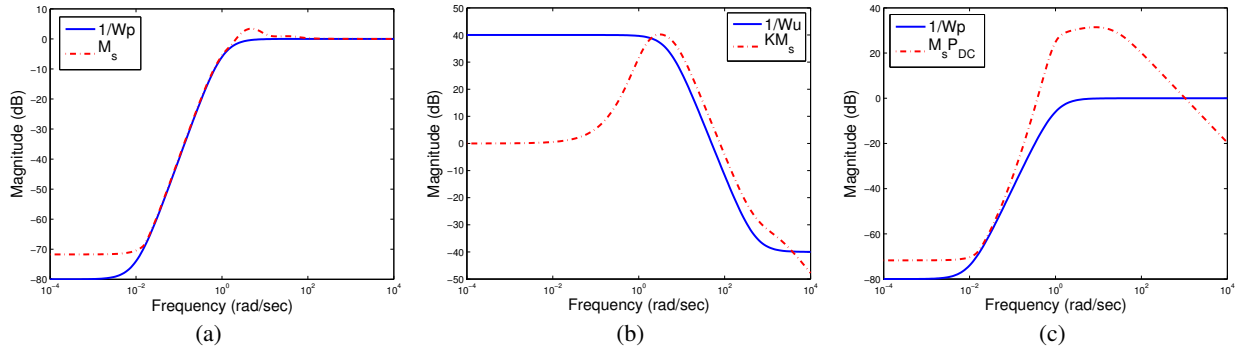 10
0
−10
−20
−30
−40
−50
−60
−70
−80
Magnitude (dB)
1/Wp
M_s
10^−4
10^−2
10^0
10^2
10^4
Frequency (rad/sec)
(a)
50
40
30
20
10
0
−10
−20
−30
−40
−50
Magnitude (dB)
1/Wu
KM_s
10^−4
10^−2
10^0
10^2
10^4
Frequency (rad/sec)
(b)
40
20
0
−20
−40
−60
−80
Magnitude (dB)
1/Wp
M_sP_DC
10^−4
10^−2
10^0
10^2
10^4
Frequency (rad/sec)
(c)